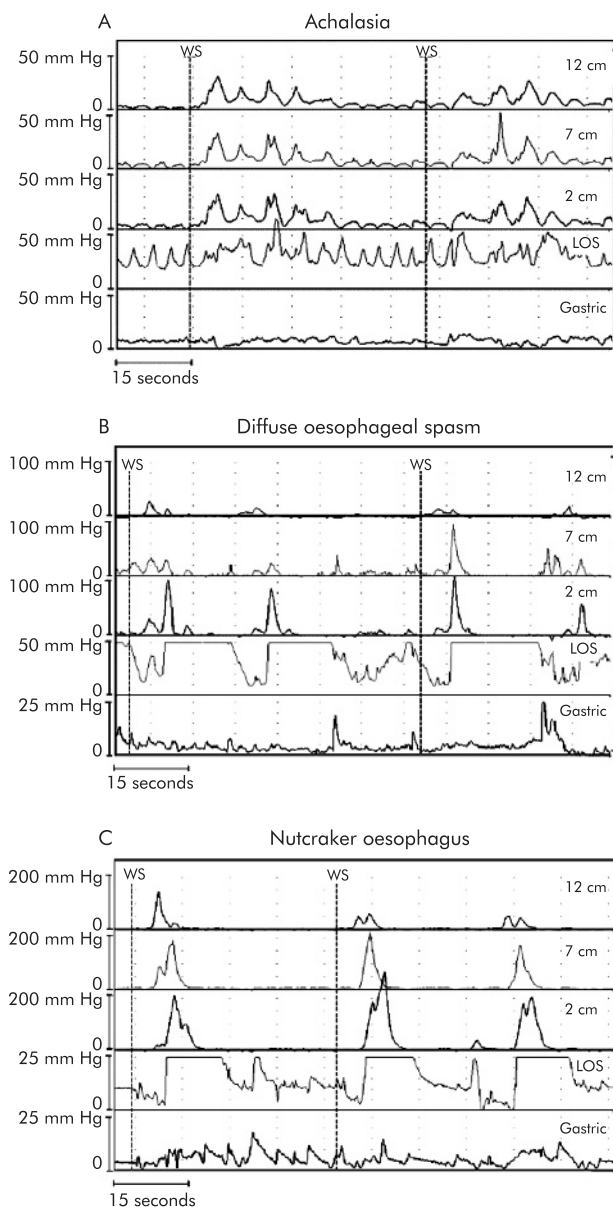 A Achalasia
50 mm Hg WS WS 12 cm
0
50 mm Hg 7 cm
0
50 mm Hg 2 cm
0
50 mm Hg LOS
0
50 mm Hg Gastric
0
15 seconds
B Diffuse oesophageal spasm
100 mm Hg WS WS 12 cm
0
100 mm Hg 7 cm
0
100 mm Hg 2 cm
0
50 mm Hg LOS
0
25 mm Hg Gastric
0
15 seconds
C Nutcraker oesophagus
200 mm Hg WS WS 12 cm
0
200 mm Hg 7 cm
0
200 mm Hg 2 cm
0
25 mm Hg LOS
0
25 mm Hg Gastric
0
15 seconds